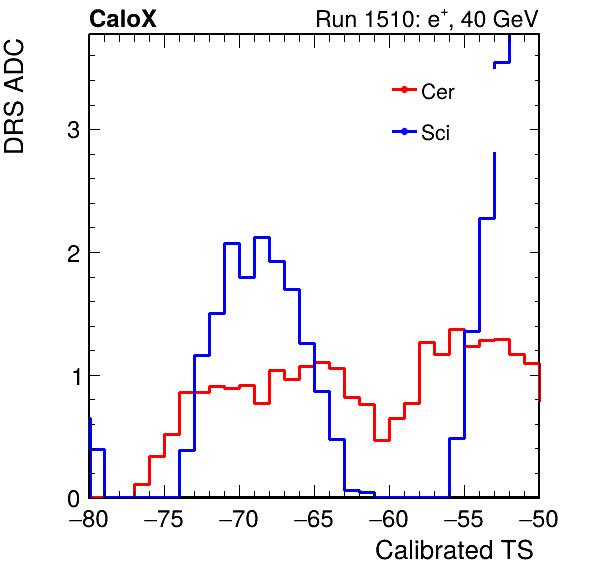 CaloX Run 1510: e⁺, 40 GeV
DRS ADC
Cer
Sci
3
2
1
0
−80 −75 −70 −65 −60 −55 −50
Calibrated TS